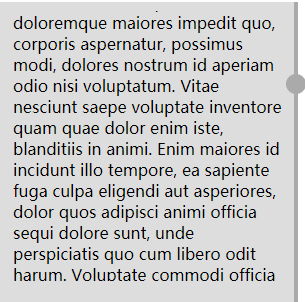 doloremque maiores impedit quo,
corporis aspernatur, possimus
modi, dolores nostrum id aperiam
odio nisi voluptatum. Vitae
nesciunt saepe voluptate inventore
quam quae dolor enim iste,
blanditiis in animi. Enim maiores id
incidunt illo tempore, ea sapiente
fuga culpa eligendi aut asperiores,
dolor quos adipisci animi officia
sequi dolore sunt, unde
perspiciatis quo cum libero odit
harum. Voluptate commodi officia